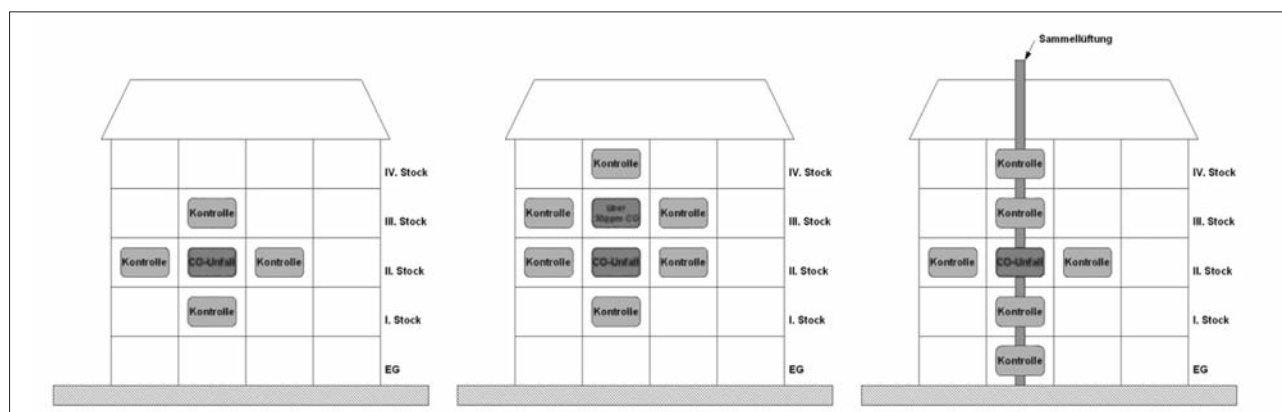 Sammellüftung
Kontrolle
IV. Stock
Kontrolle
III. Stock
Kontrolle
CO-Unfall
Kontrolle
II. Stock
Kontrolle
I. Stock
EG
Kontrolle
IV. Stock
Kontrolle
über
CO
Kontrolle
III. Stock
Kontrolle
CO-Unfall
Kontrolle
II. Stock
Kontrolle
I. Stock
EG
Kontrolle
IV. Stock
Kontrolle
III. Stock
Kontrolle
CO-Unfall
Kontrolle
II. Stock
Kontrolle
I. Stock
Kontrolle
EG